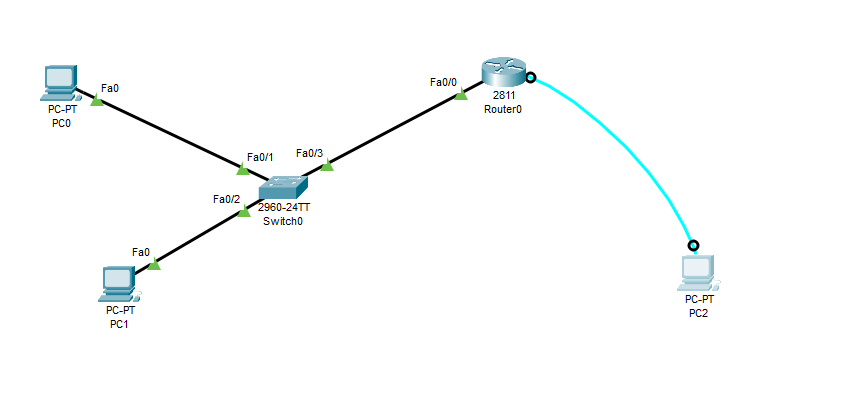 Fa0
PC-PT
PC0
Fa0/0
2811
Router0
Fa0/1
Fa0/3
Fa0/2
2960-24TT
Switch0
Fa0
PC-PT
PC1
PC-PT
PC2